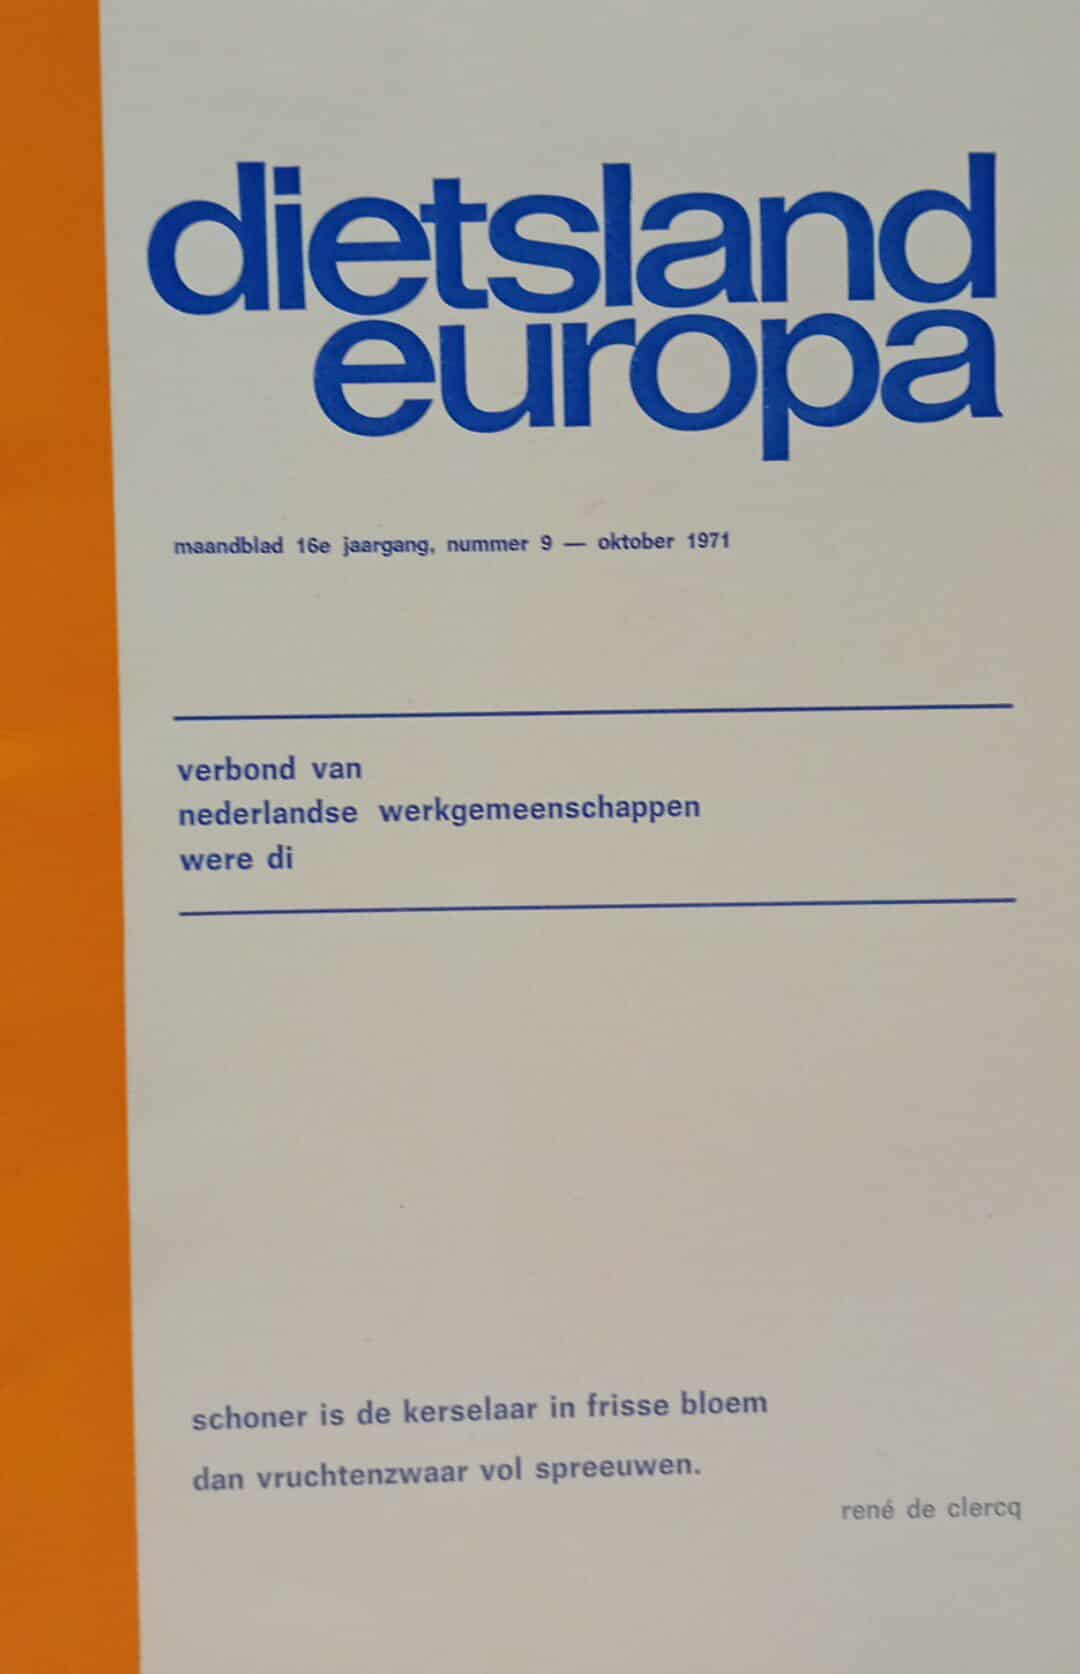 dietsland
europa
maandblad 16e jaargang, nummer 9 — oktober 1971
verbond van
nederlandse werkgemeenschappen
were di
schoner is de kerselaar in frisse bloem
dan vruchtenzwaar vol spreeuwen.
rené de clercq